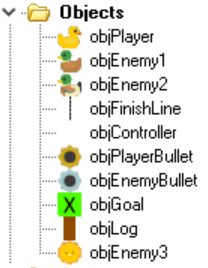 Objects
objPlayer
objEnemy1
objEnemy2
objFinishLine
objController
objPlayerBullet
objEnemyBullet
X objGoal
objLog
objEnemy3